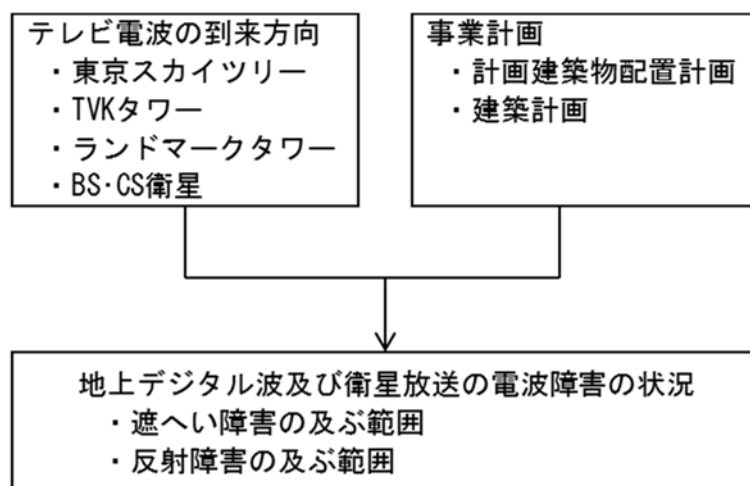 テレビ電波の到来方向
・東京スカイツリー
・TVKタワー
・ランドマークタワー
・BS・CS衛星
事業計画
・計画建築物配置計画
・建築計画
地上デジタル波及び衛星放送の電波障害の状況
・遮へい障害の及ぶ範囲
・反射障害の及ぶ範囲